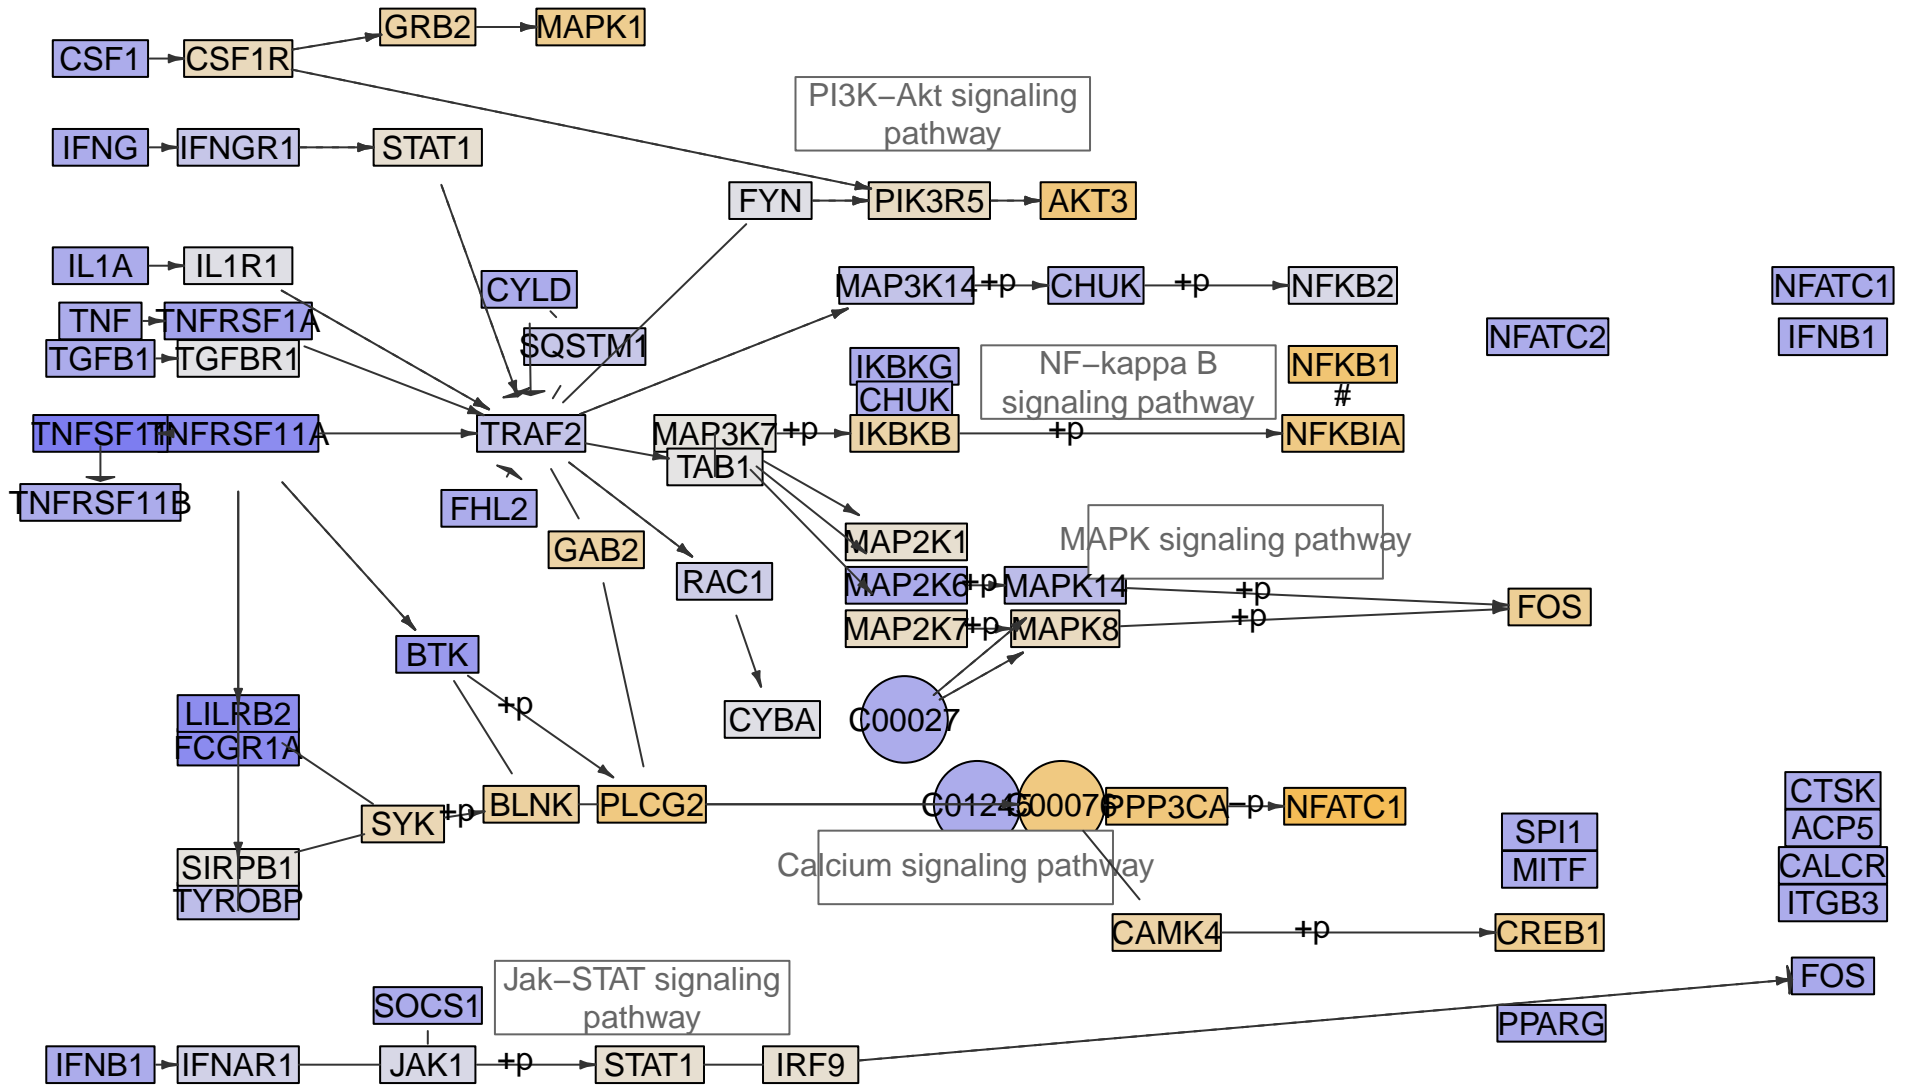 GRB2
MAPK1
CSF1
CSF1R
PI3K−Akt signaling
pathway
IFNG
IFNGR1
STAT1
FYN
PIK3R5
AKT3
IL1A
IL1R1
CYLD
MAP3K14
+p
CHUK
+p
NFKB2
NFATC1
TNF
TNFRSF1A
SQSTM1
NFATC2
IFNB1
TGFB1
TGFBR1
IKBKG
NF−kappa B
signaling pathway
NFKB1
#
CHUK
TNFRSF11A
TRAF2
MAP3K7
+p
IKBKB
+p
NFKBIA
TAB1
TNFRSF11B
FHL2
GAB2
MAP2K1
MAPK signaling pathway
RAC1
MAP2K6
+p
MAPK14
+p
FOS
MAP2K7
+p
MAPK8
+p
BTK
+p
LILRB2
FCGR1A
CYBA
C00027
SYK
+p
BLNK
PLCG2
C00076
PPP3CA
−p
NFATC1
CTSK
SPI1
ACP5
MITF
CALCR
ITGB3
Calcium signaling pathway
SIRPB1
TYROBP
CAMK4
+p
CREB1
Jak−STAT signaling
pathway
FOS
SOCS1
PPARG
IFNB1
IFNAR1
JAK1
+p
STAT1
IRF9